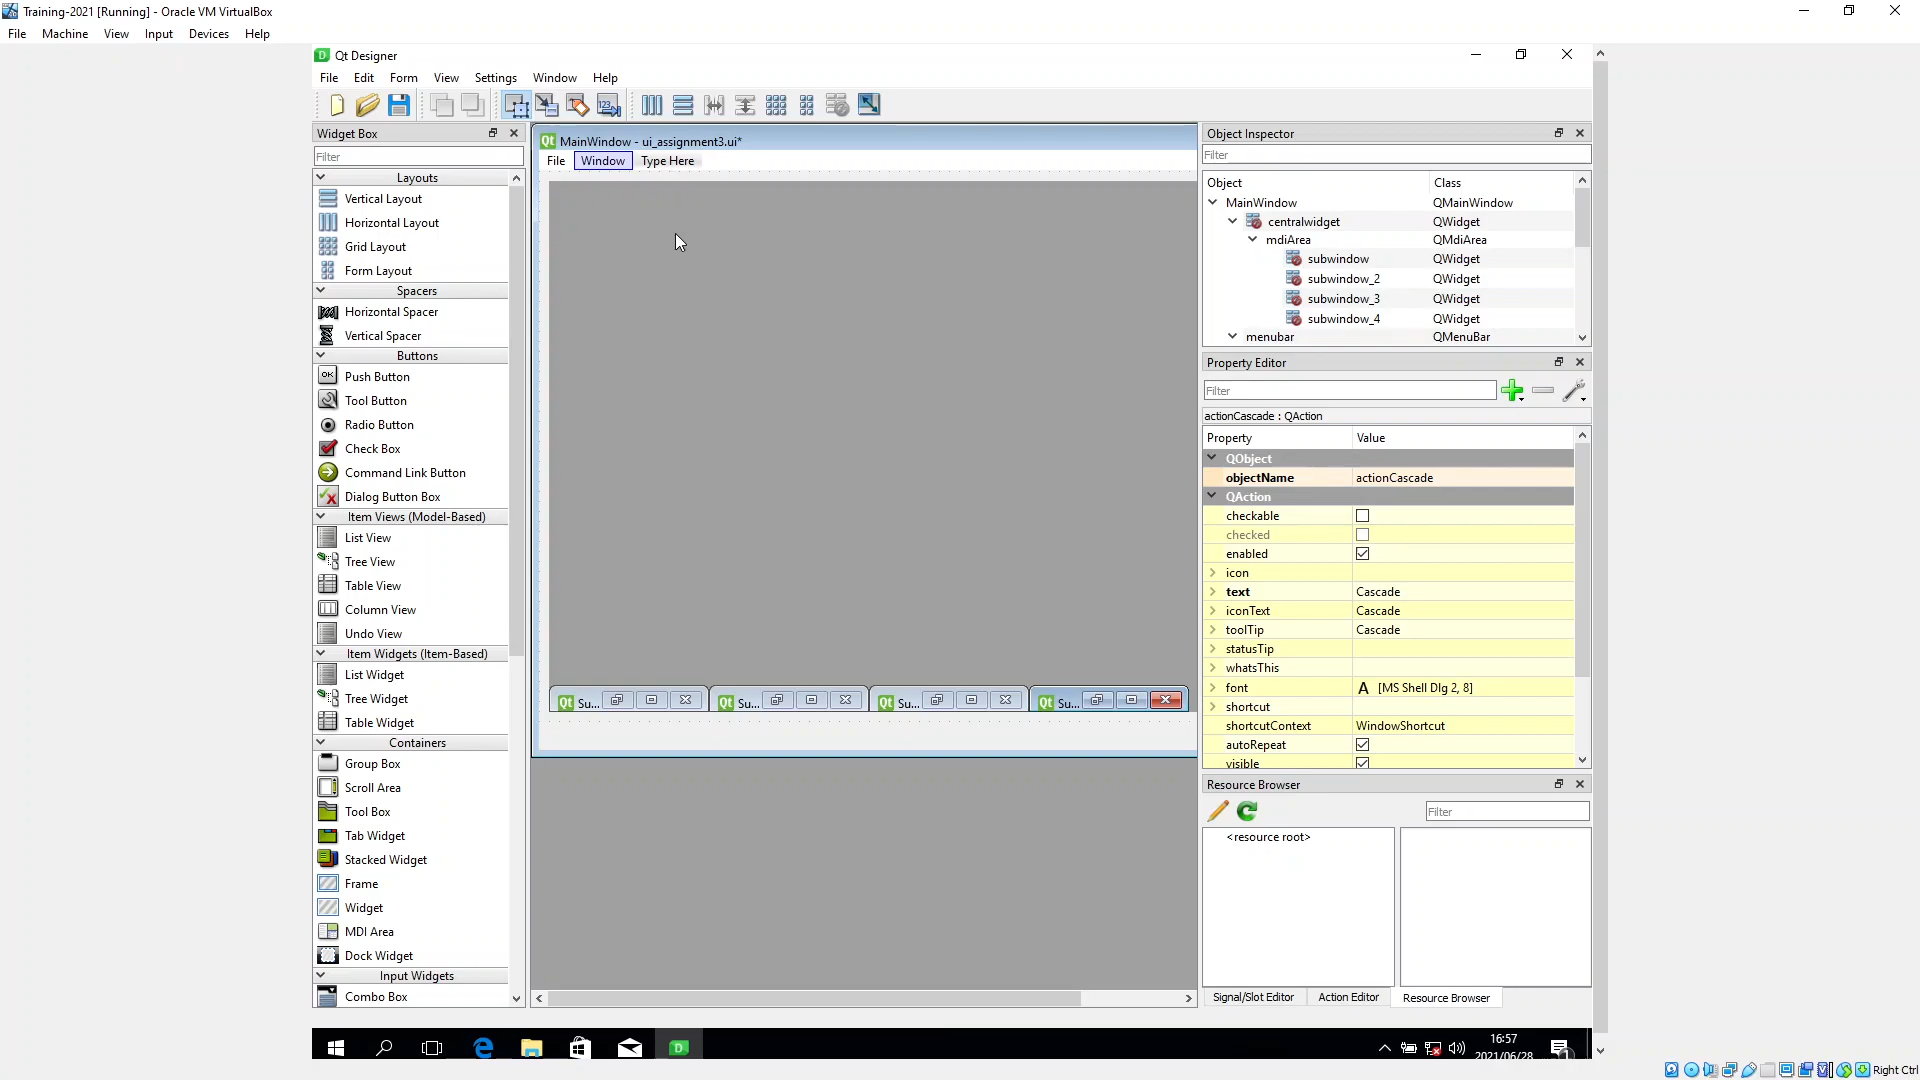 Training-2021 [Running] - Oracle VM VirtualBox
File Machine View Input Devices Help
Qt Designer
File Edit Form View Settings Window Help
Widget Box
Filter
Layouts
Vertical Layout
Horizontal Layout
Grid Layout
Form Layout
Spacers
Horizontal Spacer
Vertical Spacer
Buttons
Push Button
Tool Button
Radio Button
Check Box
Command Link Button
Dialog Button Box
Item Views (Model-Based)
List View
Tree View
Table View
Column View
Undo View
Item Widgets (Item-Based)
List Widget
Tree Widget
Table Widget
Containers
Group Box
Scroll Area
Tool Box
Tab Widget
Stacked Widget
Frame
Widget
MDI Area
Dock Widget
Input Widgets
Combo Box
MainWindow - ui_assignment3.ui*
File Window Type Here
Su... Su... Su... Su...
Object Inspector
Filter
Object Class
MainWindow QMainWindow
centralwidget QWidget
mdiArea QMdiArea
subwindow QWidget
subwindow_2 QWidget
subwindow_3 QWidget
subwindow_4 QWidget
menubar QMenuBar
Property Editor
Filter
actionCascade : QAction
Property Value
QObject
objectName actionCascade
QAction
checkable
checked
enabled
icon
text Cascade
iconText Cascade
toolTip Cascade
statusTip
whatsThis
font A [MS Shell Dlg 2, 8]
shortcut
shortcutContext WindowShortcut
autoRepeat
visible
Resource Browser
Filter
<resource root>
Signal/Slot Editor Action Editor Resource Browser
16:57
2021/06/28
Right Ctrl